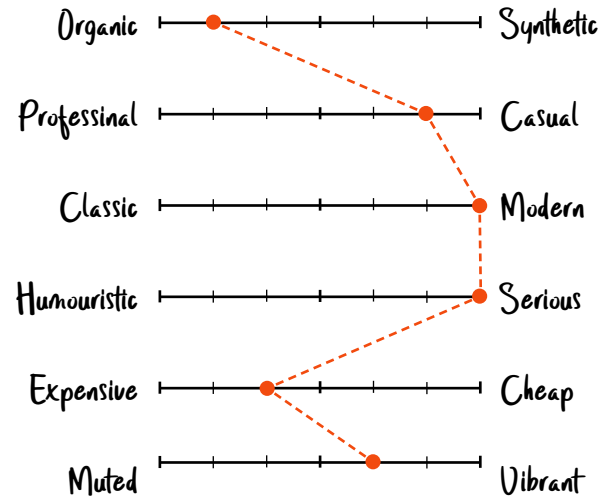 Organic Synthetic
Professinal Casual
Classic Modern
Humouristic Serious
Expensive Cheap
Muted Vibrant